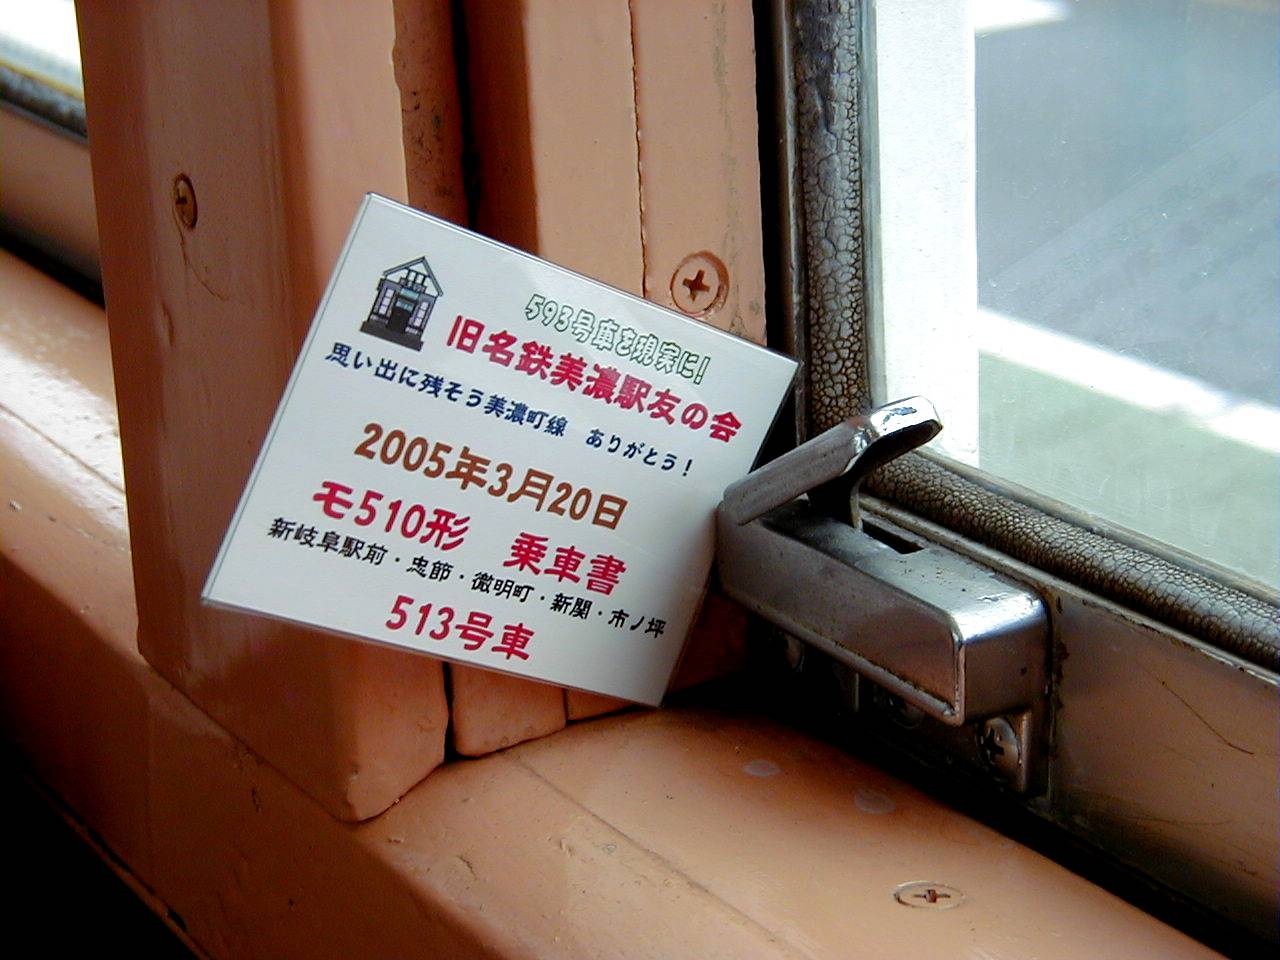 593号車を現実に!
旧名鉄美濃駅友の会
思い出に残そう美濃町線 ありがとう!
2005年3月20日
モ510形 乗車書
新岐阜駅前・忠節・徹明町・新関・市ノ坪
513号車